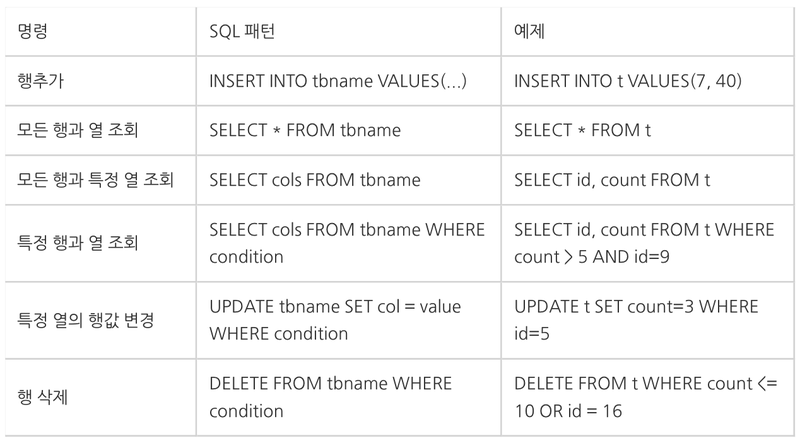 명령 SQL 패턴 예제
행추가 INSERT INTO tbname VALUES(...) INSERT INTO t VALUES(7, 40)
모든 행과 열 조회 SELECT * FROM tbname SELECT * FROM t
모든 행과 특정 열 조회 SELECT cols FROM tbname SELECT id, count FROM t
특정 행과 열 조회
SELECT cols FROM tbname WHERE
condition
SELECT id, count FROM t WHERE
count > 5 AND id=9
특정 열의 행값 변경
UPDATE tbname SET col = value
WHERE condition
UPDATE t SET count=3 WHERE
id=5
행 삭제
DELETE FROM tbname WHERE
condition
DELETE FROM t WHERE count <=
10 OR id = 16